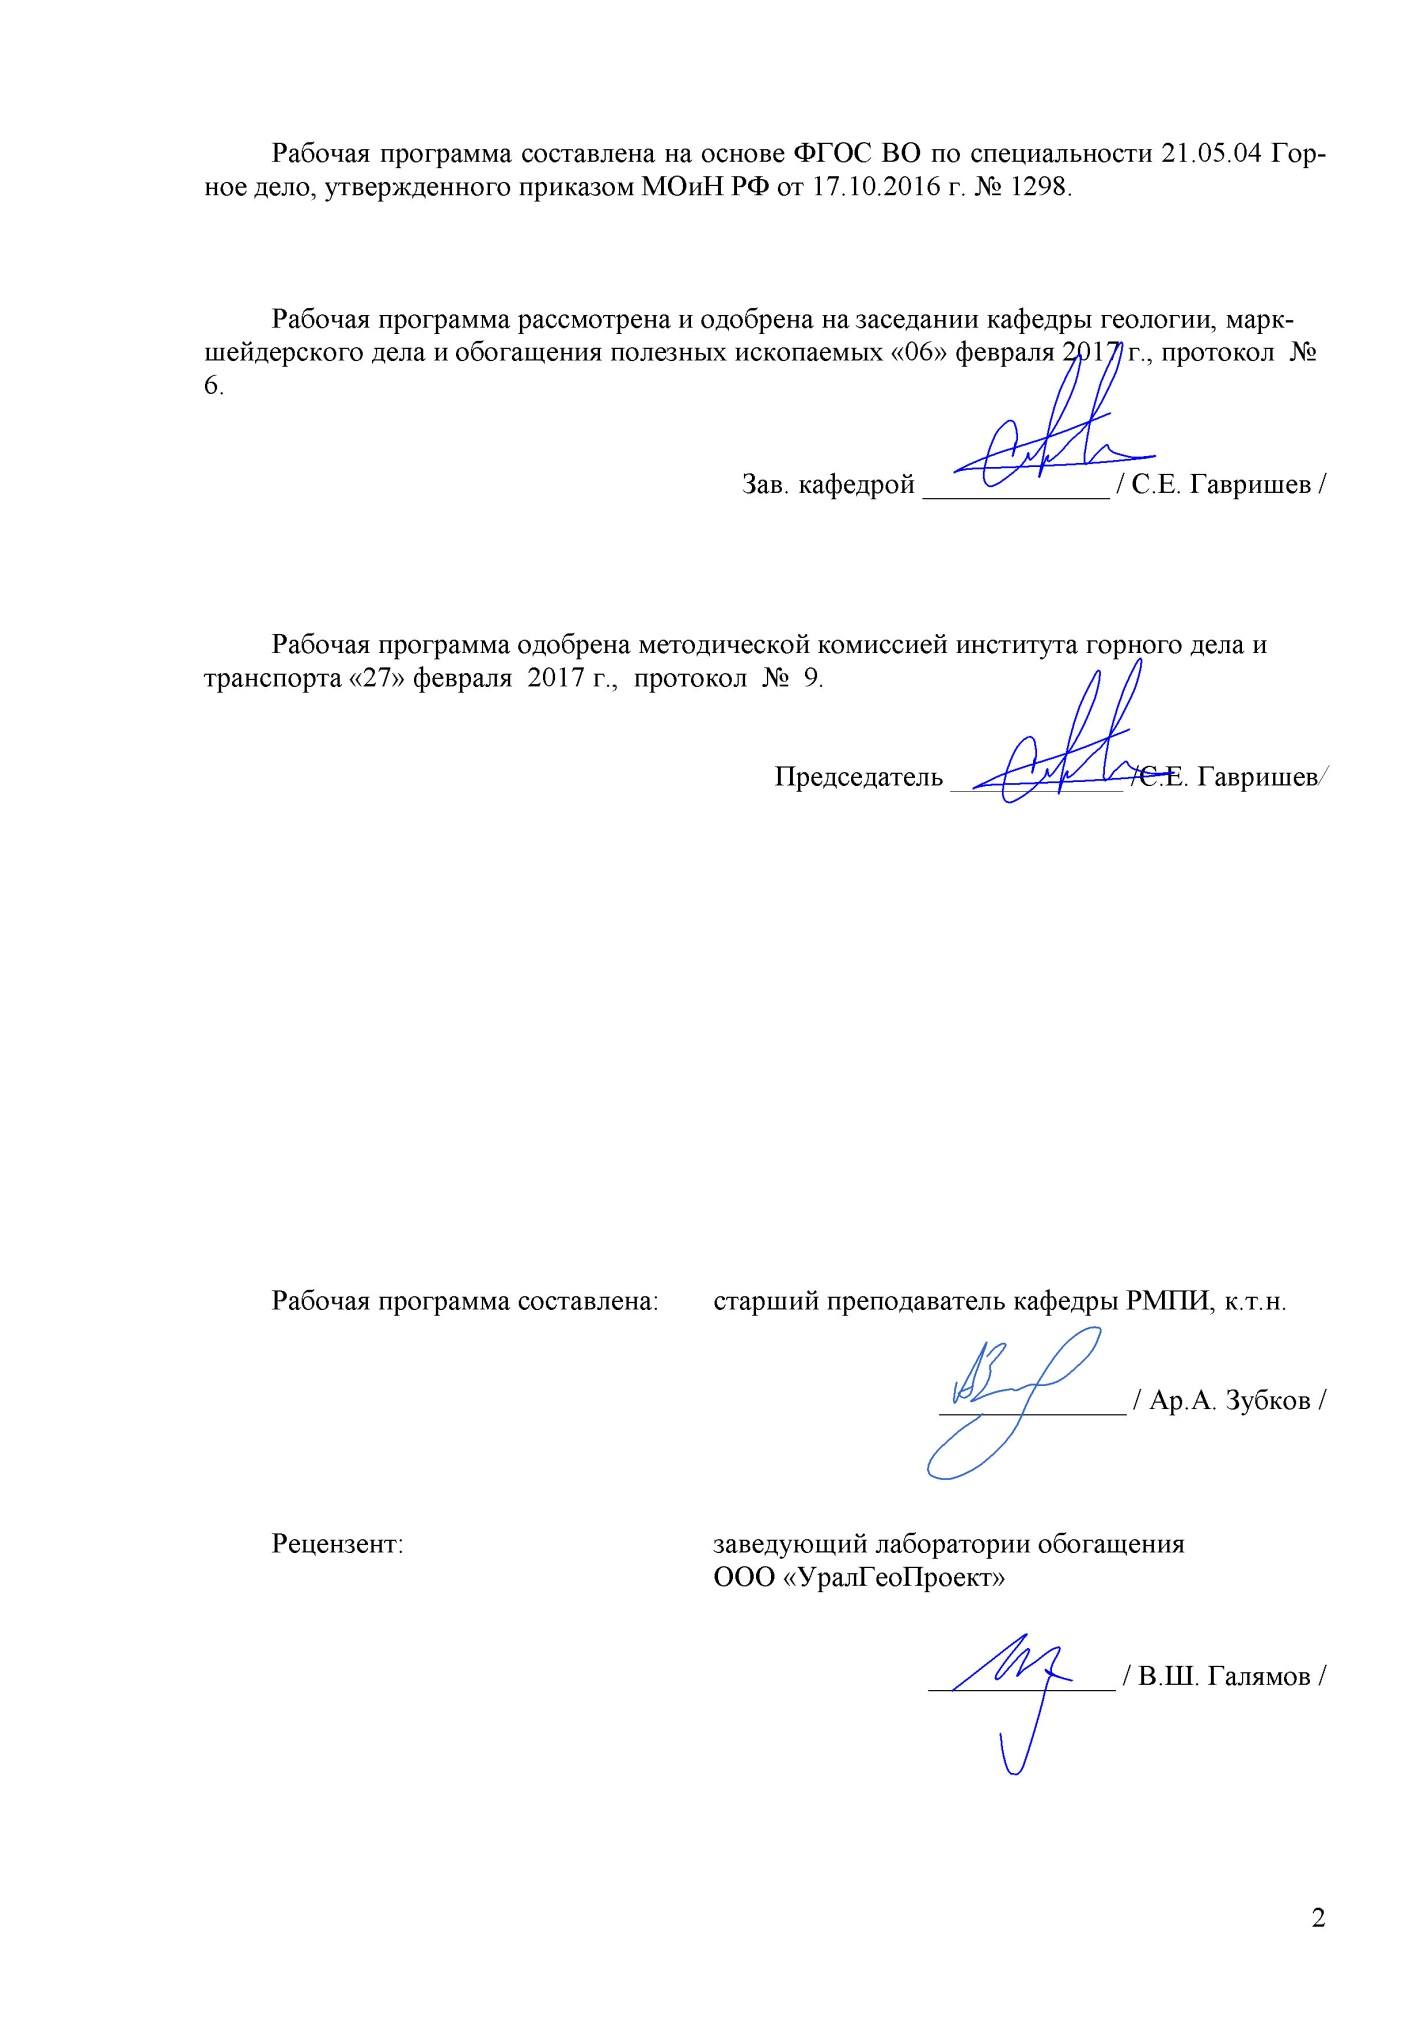 Рабочая программа составлена на основе ФГОС ВО по специальности 21.05.04 Гор-
ное дело, утвержденного приказом МОиН РФ от 17.10.2016 г. № 1298.
Рабочая программа рассмотрена и одобрена на заседании кафедры геологии, марк-
шейдерского дела и обогащения полезных ископаемых «06» февраля 2017 г., протокол №
6.
Зав. кафедрой _____________ / С.Е. Гавришев /
Рабочая программа одобрена методической комиссией института горного дела и
транспорта «27» февраля 2017 г., протокол № 9.
Председатель ____________ /С.Е. Гавришев/
Рабочая программа составлена: старший преподаватель кафедры РМПИ, к.т.н.
_____________ / Ар.А. Зубков /
Рецензент: заведующий лаборатории обогащения
ООО «УралГеоПроект»
_____________ / В.Ш. Галямов /
2